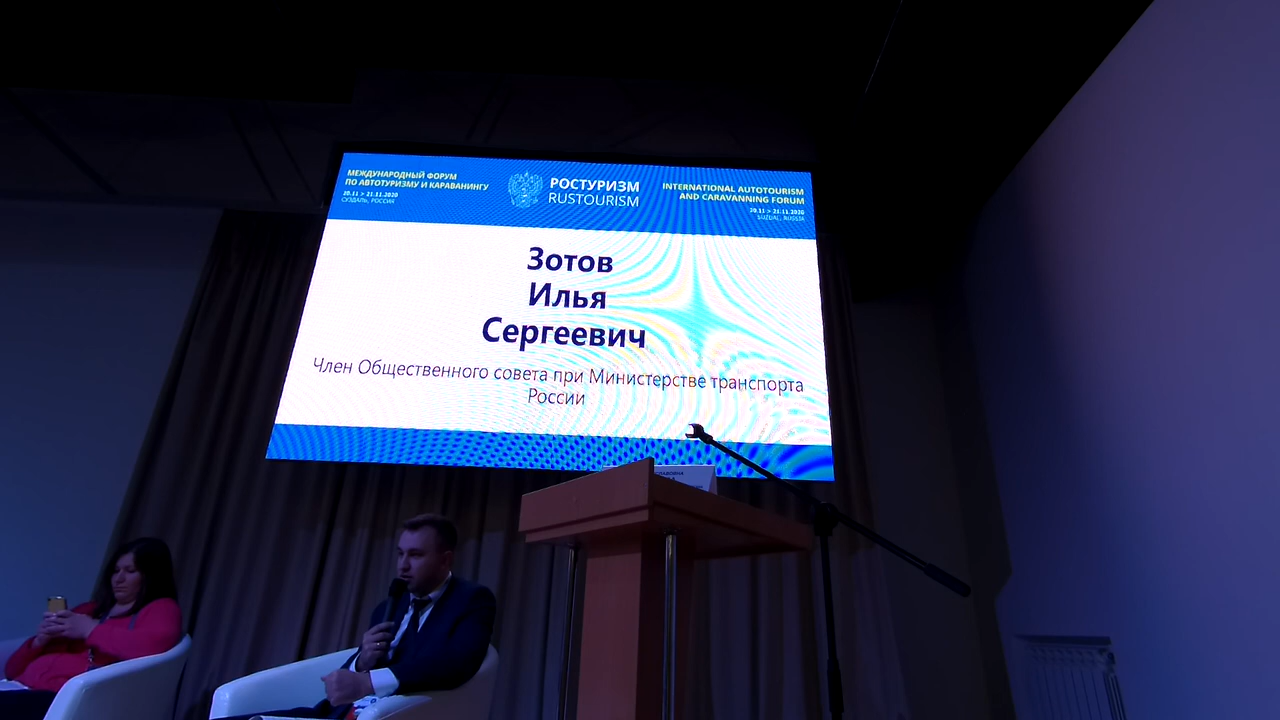 МЕЖДУНАРОДНЫЙ ФОРУМ
ПО АВТОТУРИЗМУ И КАРАВАНИНГУ
20.11 > 21.11.2020
СУЗДАЛЬ, РОССИЯ
РОСТУРИЗМ
RUSTOURISM
INTERNATIONAL AUTOTOURISM
AND CARAVANNING FORUM
20.11 > 21.11.2020
SUZDAL, RUSSIA
Зотов
Илья
Сергеевич
Член Общественного совета при Министерстве транспорта
России